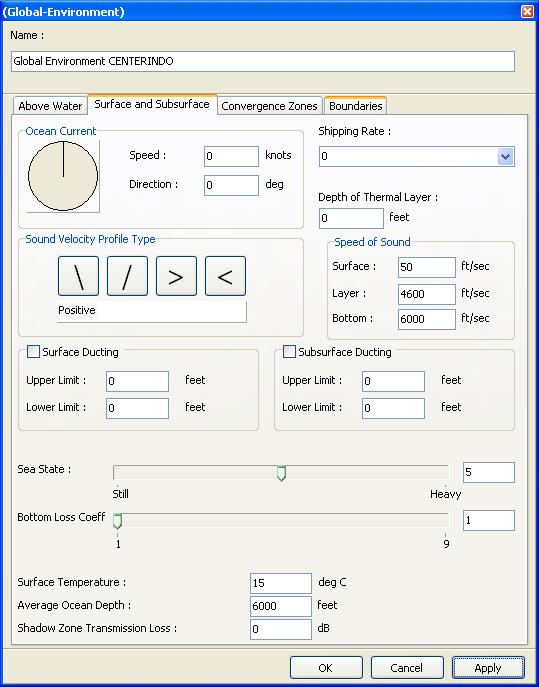 (Global-Environment)
Name :
Global Environment CENTERINDO
Above Water Surface and Subsurface Convergence Zones Boundaries
Ocean Current
Speed : 0 knots
Direction : 0 deg
Shipping Rate :
0
Depth of Thermal Layer :
0 feet
Sound Velocity Profile Type
\ / > <
Positive
Speed of Sound
Surface : 50 ft/sec
Layer : 4600 ft/sec
Bottom : 6000 ft/sec
Surface Ducting
Upper Limit : 0 feet
Lower Limit : 0 feet
Subsurface Ducting
Upper Limit : 0 feet
Lower Limit : 0 feet
Sea State : 5
Still Heavy
Bottom Loss Coeff 1
1 9
Surface Temperature : 15 deg C
Average Ocean Depth : 6000 feet
Shadow Zone Transmission Loss : 0 dB
OK Cancel Apply